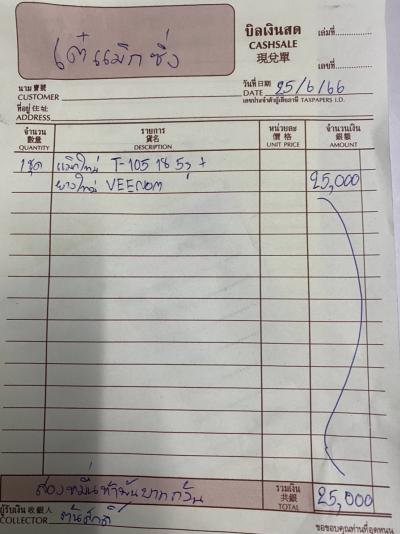 เต๋าแม็กซิ่ง
บิลเงินสด
CASHSALE
現兌單
เล่มที่
เลขที่
นาม 寶號
CUSTOMER
วันที่ 日期
DATE 25/6/66
ที่อยู่ 住址
ADDRESS
เลขประจำตัวผู้เสียภาษี TAXPAPERS I.D.
จำนวน 數量 QUANTITY
รายการ 貨名 DESCRIPTION
หน่วยละ 價格 UNIT PRICE
จำนวนเงิน 銀額 AMOUNT
1 ชุด แม็กใหม่ T-105 18 5รู +
ยางใหม่ VEENOM 25,000
สองหมื่นห้าพันบาทถ้วน
รวมเงิน 共銀 TOTAL 25,000
ผู้รับเงิน 收銀人
COLLECTOR
ขอขอบคุณท่านที่อุดหนุน